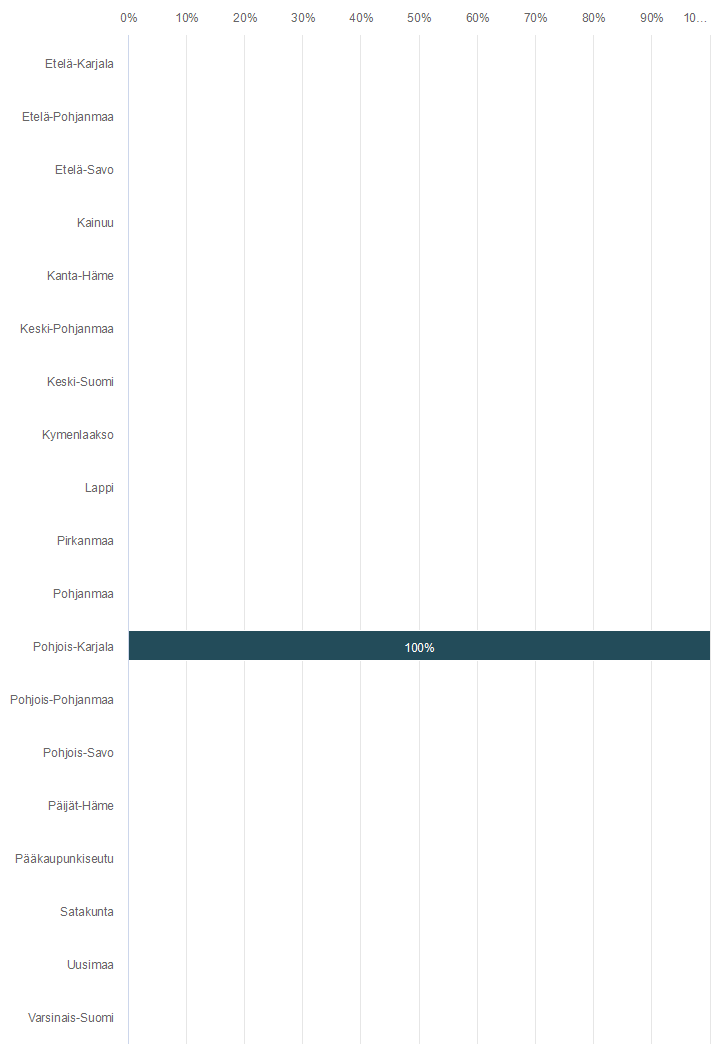 0% 10% 20% 30% 40% 50% 60% 70% 80% 90% 10...
Etelä-Karjala
Etelä-Pohjanmaa
Etelä-Savo
Kainuu
Kanta-Häme
Keski-Pohjanmaa
Keski-Suomi
Kymenlaakso
Lappi
Pirkanmaa
Pohjanmaa
Pohjois-Karjala 100%
Pohjois-Pohjanmaa
Pohjois-Savo
Päijät-Häme
Pääkaupunkiseutu
Satakunta
Uusimaa
Varsinais-Suomi